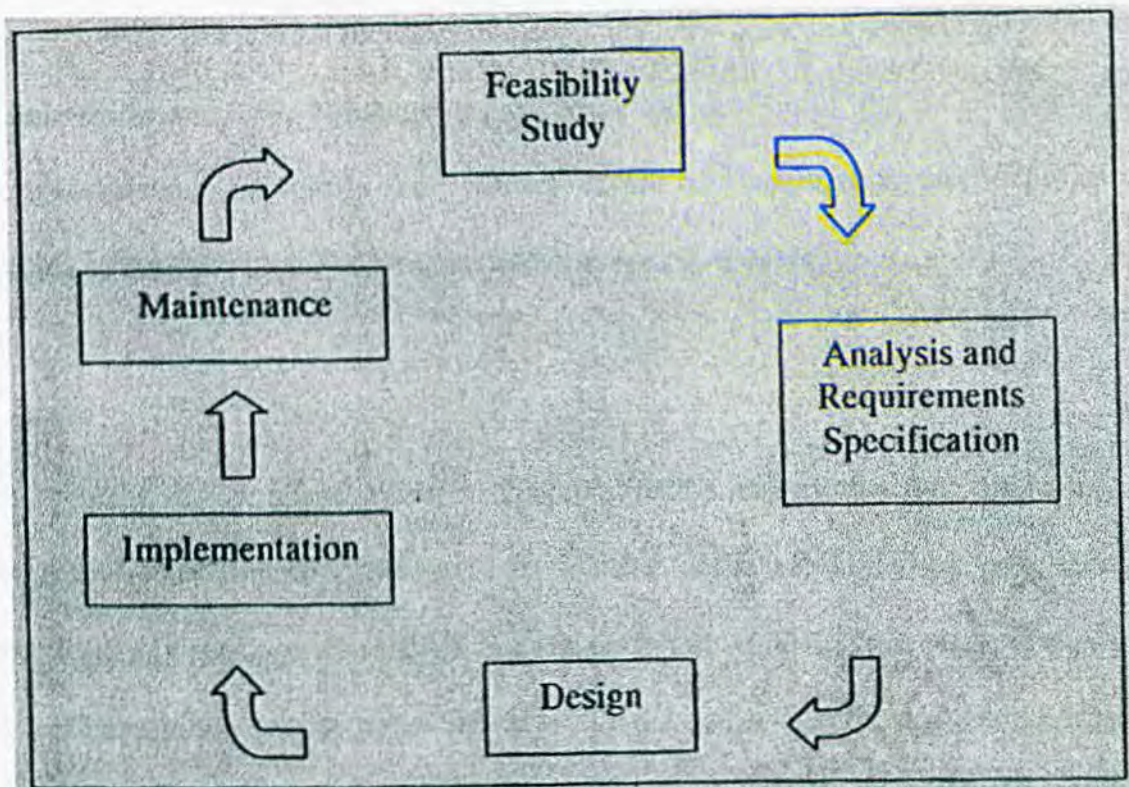 Feasibility
Study
Analysis and
Requirements
Specification
Design
Implementation
Maintenance